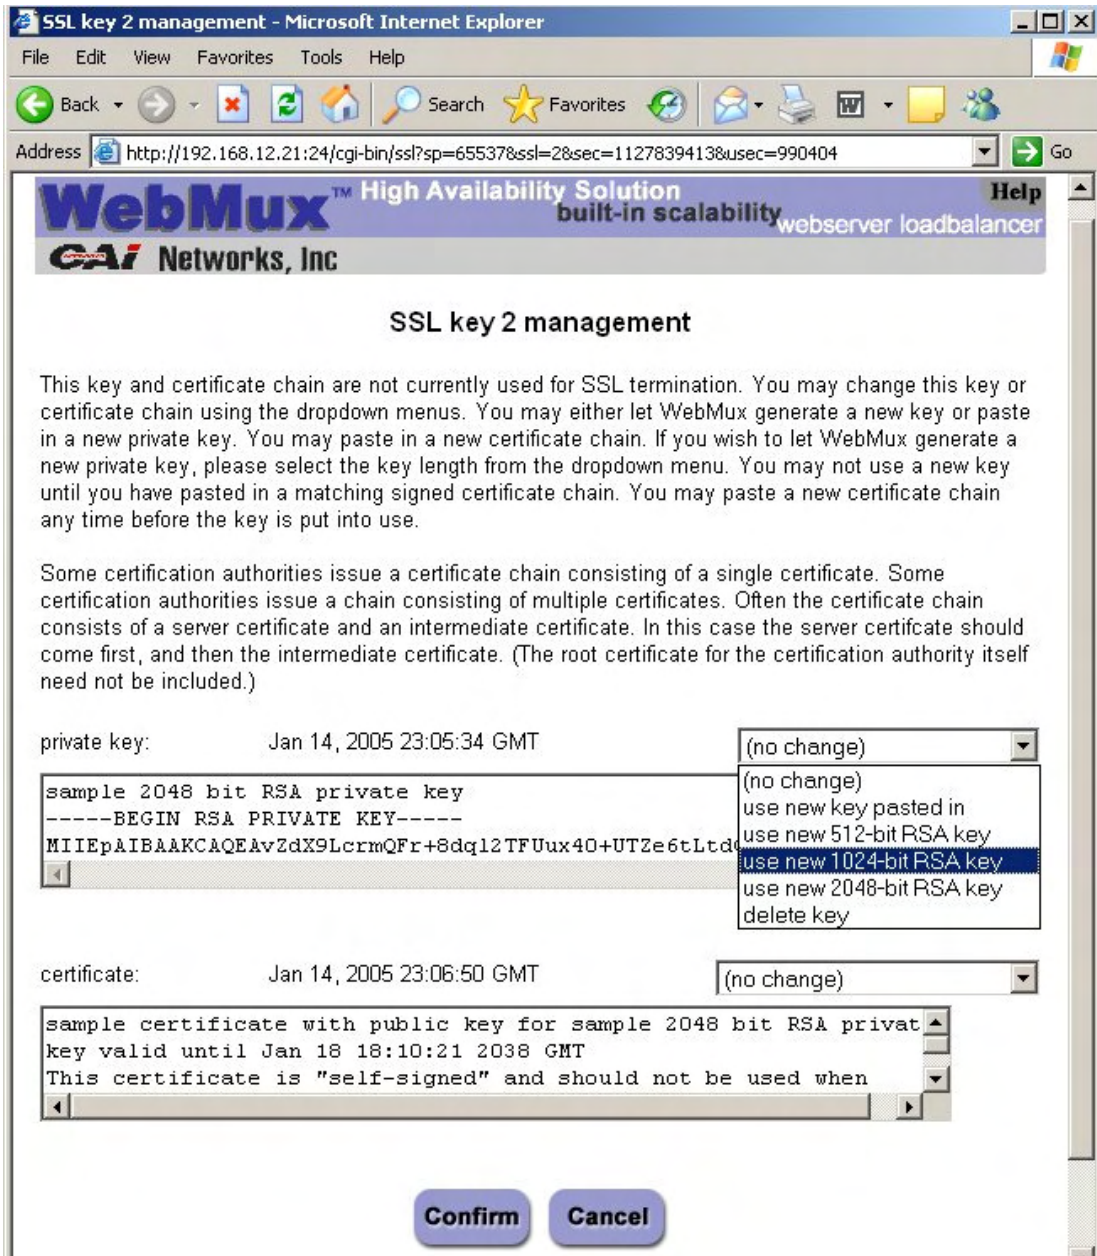 SSL key 2 management - Microsoft Internet Explorer
File Edit View Favorites Tools Help
Back Search Favorites
Address http://192.168.12.21:24/cgi-bin/ssl?sp=65537&ssl=2&sec=1127839413&usec=990404 Go
WebMux™ High Availability Solution Help
built-in scalability
webserver loadbalancer
CAI Networks, Inc
SSL key 2 management
This key and certificate chain are not currently used for SSL termination. You may change this key or
certificate chain using the dropdown menus. You may either let WebMux generate a new key or paste
in a new private key. You may paste in a new certificate chain. If you wish to let WebMux generate a
new private key, please select the key length from the dropdown menu. You may not use a new key
until you have pasted in a matching signed certificate chain. You may paste a new certificate chain
any time before the key is put into use.
Some certification authorities issue a certificate chain consisting of a single certificate. Some
certification authorities issue a chain consisting of multiple certificates. Often the certificate chain
consists of a server certificate and an intermediate certificate. In this case the server certifcate should
come first, and then the intermediate certificate. (The root certificate for the certification authority itself
need not be included.)
private key: Jan 14, 2005 23:05:34 GMT (no change)
(no change)
use new key pasted in
use new 512-bit RSA key
use new 1024-bit RSA key
use new 2048-bit RSA key
delete key
sample 2048 bit RSA private key
-----BEGIN RSA PRIVATE KEY-----
MIIEpAIBAAKCAQEAvZdX9LcrmQFr+8dql2TFUux4O+UTZe6tLtd
certificate: Jan 14, 2005 23:06:50 GMT (no change)
sample certificate with public key for sample 2048 bit RSA privat
key valid until Jan 18 18:10:21 2038 GMT
This certificate is "self-signed" and should not be used when
Confirm Cancel